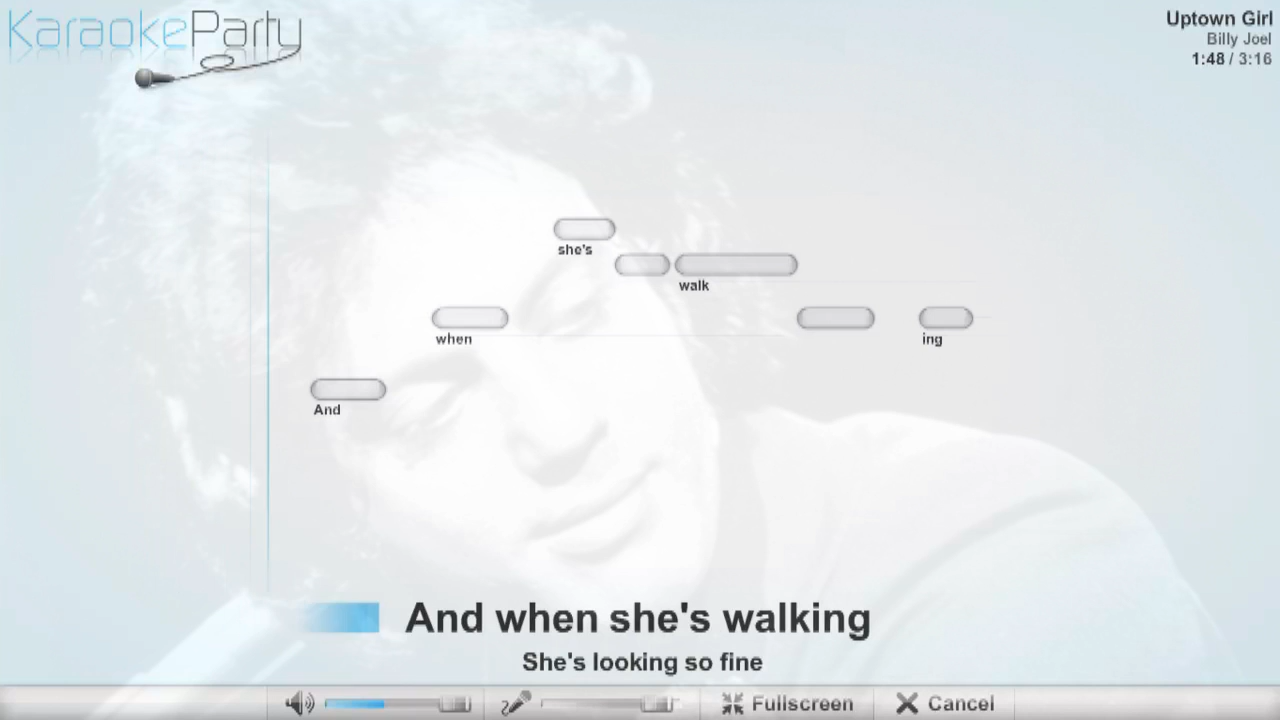 KaraokeParty
Uptown Girl
Billy Joel
1:48 / 3:16
she's
walk
when
ing
And
And when she's walking
She's looking so fine
Fullscreen
Cancel